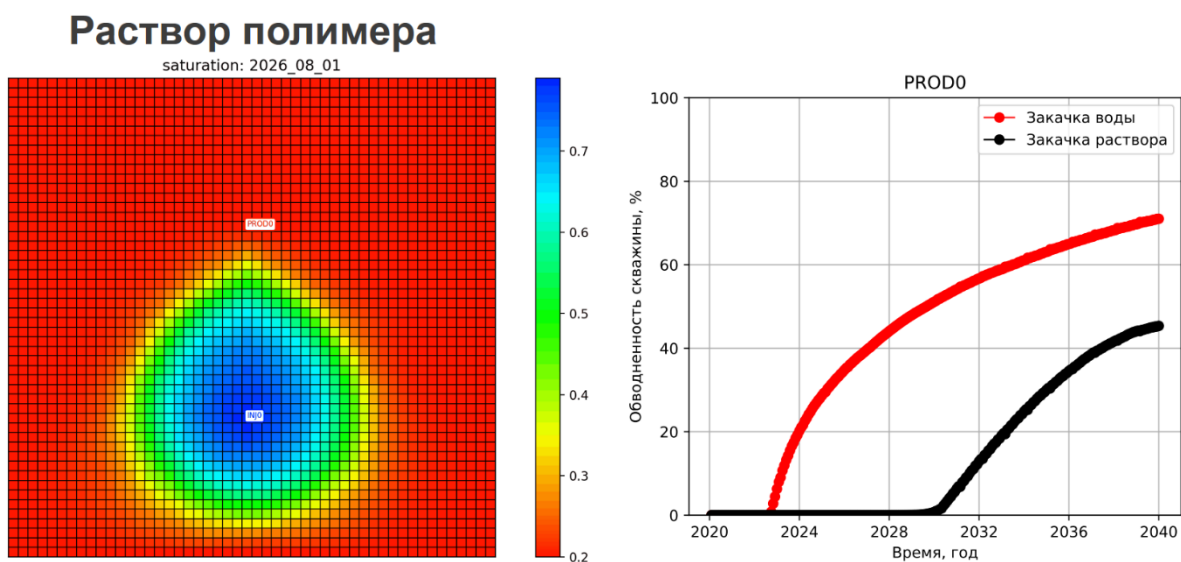 Раствор полимера
saturation: 2026_08_01
PROD0
INJ0
0.7
0.6
0.5
0.4
0.3
0.2
PROD0
Закачка воды
Закачка раствора
Обводненность скважины, %
100
80
60
40
20
0
2020
2024
2028
2032
2036
2040
Время, год